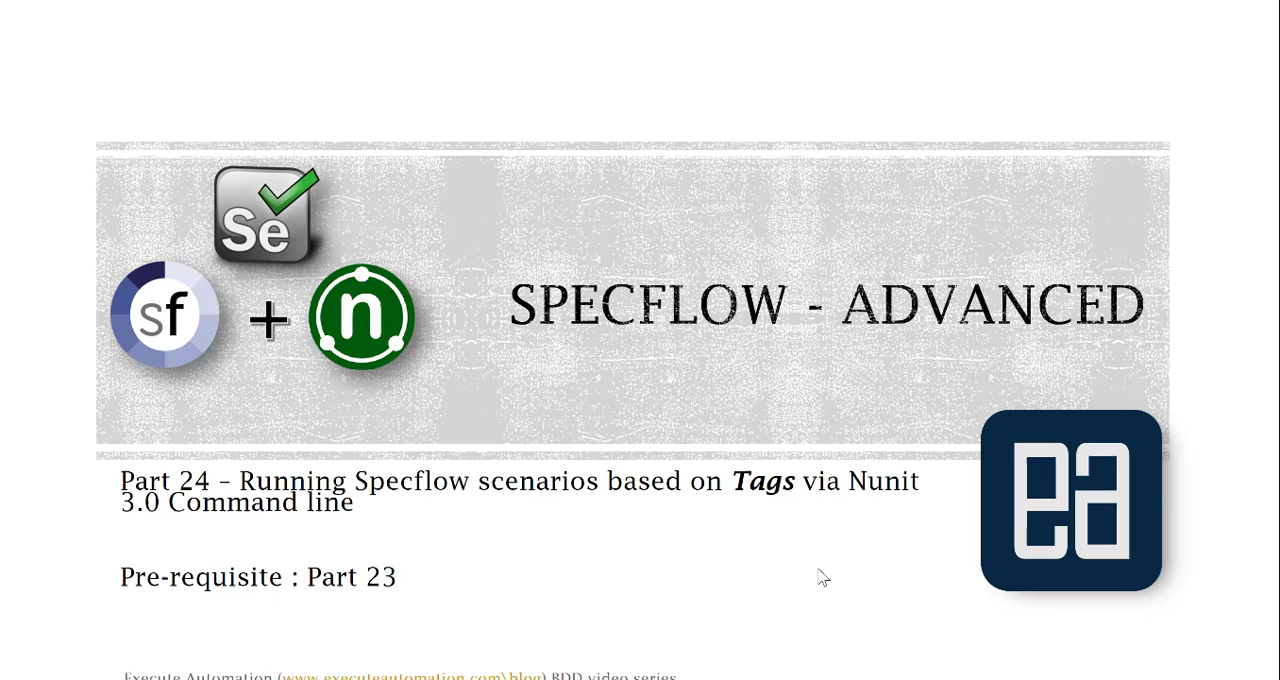 Se
sf + n
SPECFLOW - ADVANCED
ea
Part 24 – Running Specflow scenarios based on Tags via Nunit
3.0 Command line
Pre-requisite : Part 23
Execute Automation (www.executeautomation.com\blog) BDD video series